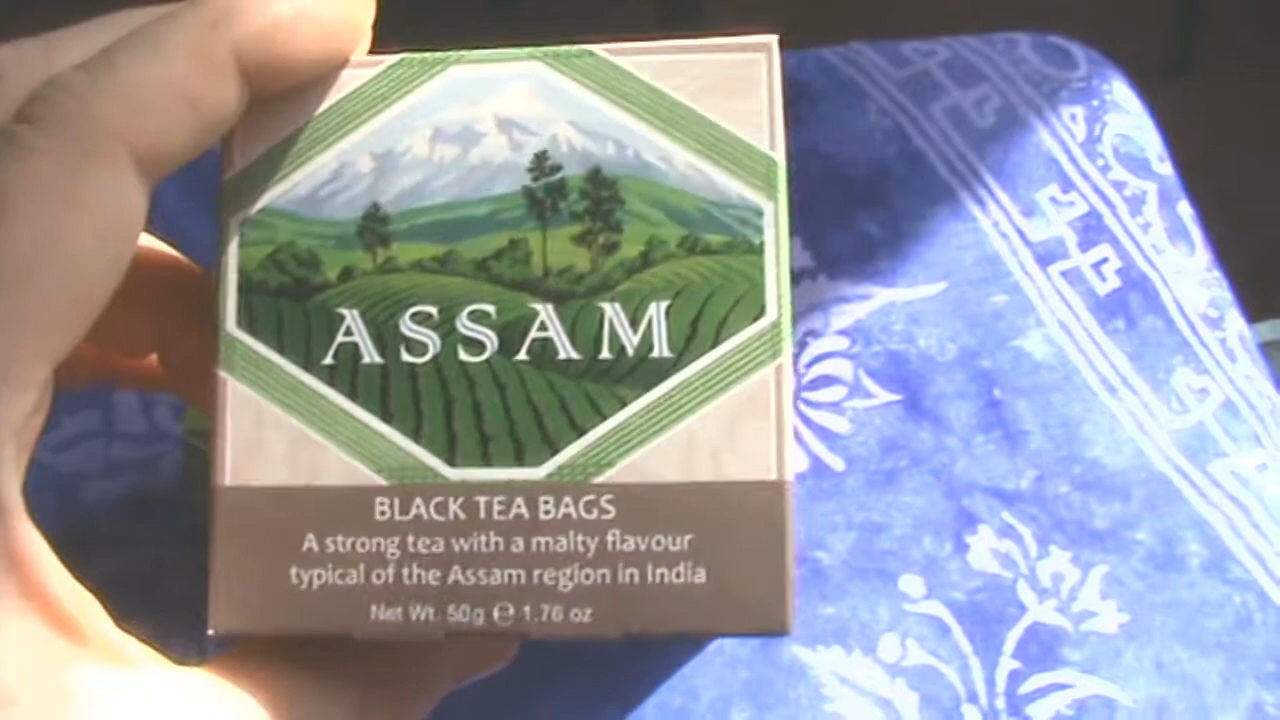 ASSAM
BLACK TEA BAGS
A strong tea with a malty flavour
typical of the Assam region in India
Net Wt. 50g ℮ 1.76 oz